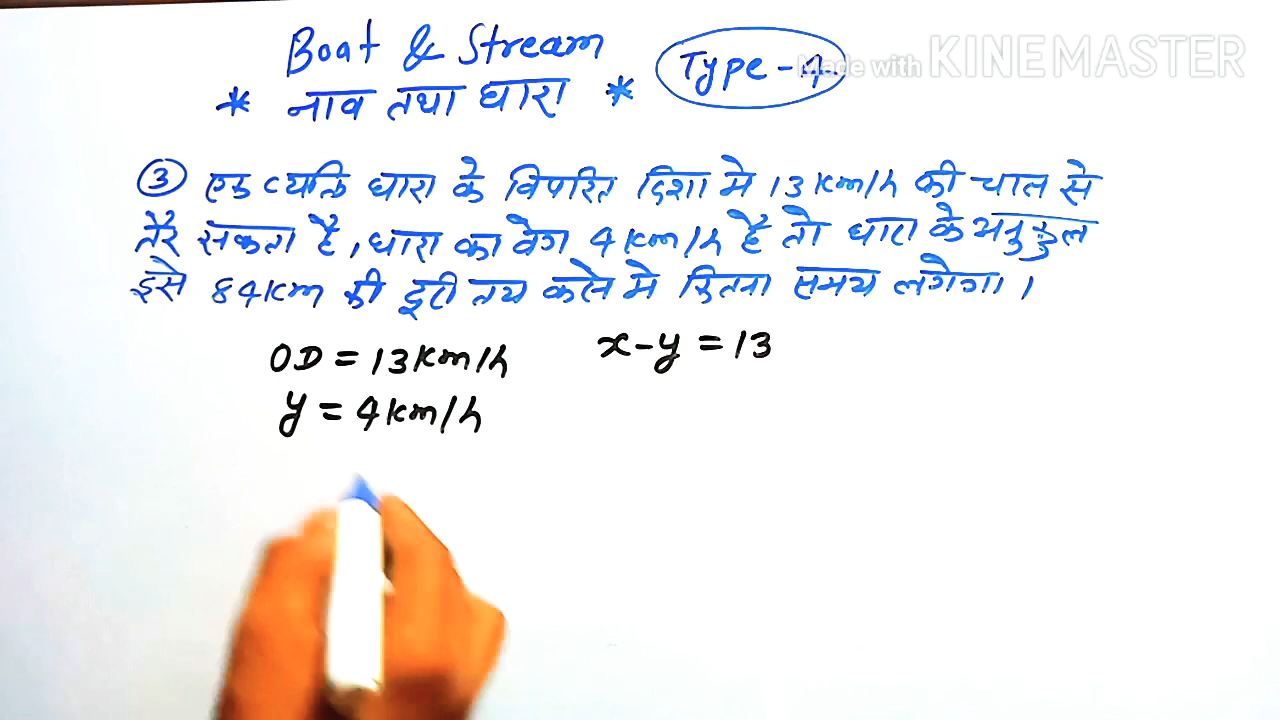 Boat & Stream
Type-4
Made with KINEMASTER
* नाव तथा धारा *
③ एक व्यक्ति धारा के विपरित दिशा मे 13 km/h की चाल से
तैर सकता है, धारा का वेग 4 km/h है तो धारा के अनुकुल
इसे 84 km की दुरी तय करने मे कितना समय लगेगा।
OD = 13 km/h
x-y = 13
y = 4 km/h